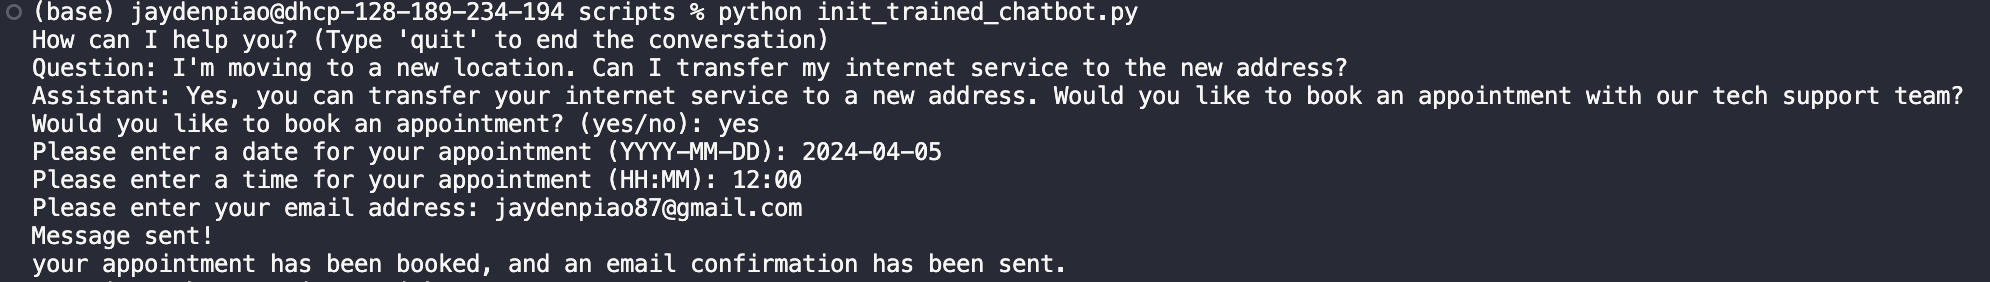 (base) jaydenpiao@dhcp-128-189-234-194 scripts % python init_trained_chatbot.py
How can I help you? (Type 'quit' to end the conversation)
Question: I'm moving to a new location. Can I transfer my internet service to the new address?
Assistant: Yes, you can transfer your internet service to a new address. Would you like to book an appointment with our tech support team?
Would you like to book an appointment? (yes/no): yes
Please enter a date for your appointment (YYYY-MM-DD): 2024-04-05
Please enter a time for your appointment (HH:MM): 12:00
Please enter your email address: jaydenpiao87@gmail.com
Message sent!
your appointment has been booked, and an email confirmation has been sent.